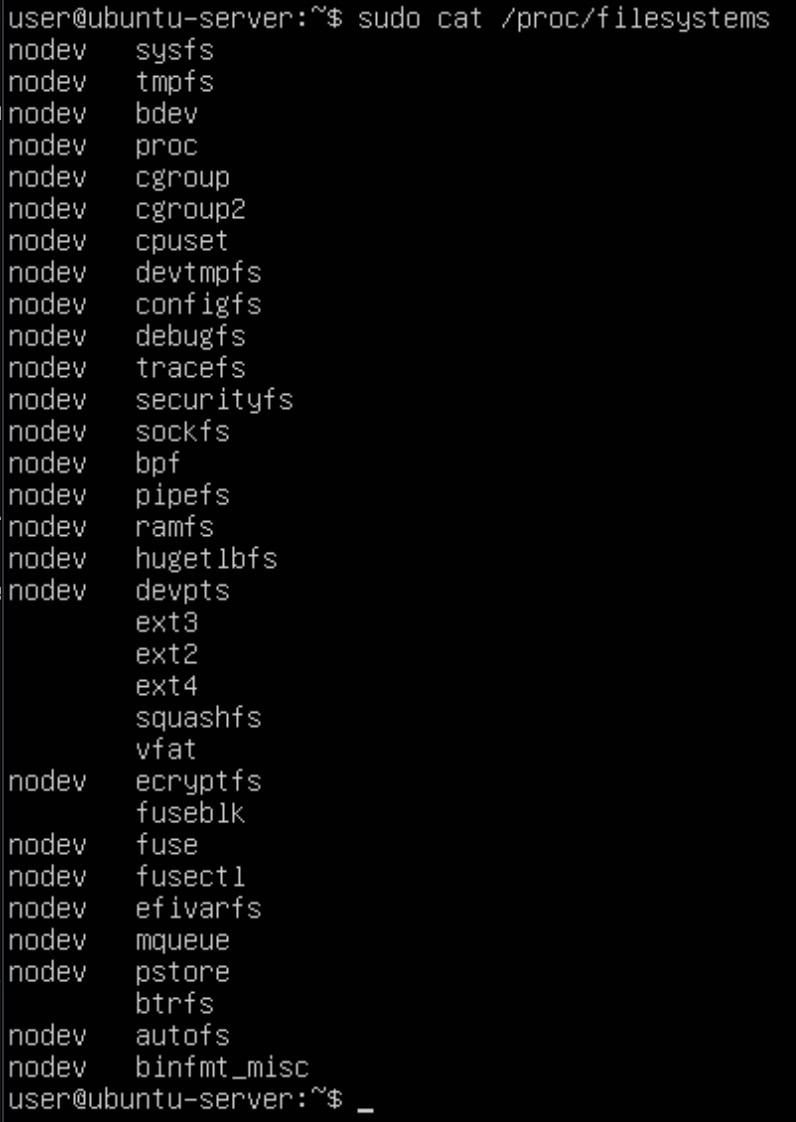 user@ubuntu-server:~$ sudo cat /proc/filesystems
nodev   sysfs
nodev   tmpfs
nodev   bdev
nodev   proc
nodev   cgroup
nodev   cgroup2
nodev   cpuset
nodev   devtmpfs
nodev   configfs
nodev   debugfs
nodev   tracefs
nodev   securityfs
nodev   sockfs
nodev   bpf
nodev   pipefs
nodev   ramfs
nodev   hugetlbfs
nodev   devpts
        ext3
        ext2
        ext4
        squashfs
        vfat
nodev   ecryptfs
        fuseblk
nodev   fuse
nodev   fusectl
nodev   efivarfs
nodev   mqueue
nodev   pstore
        btrfs
nodev   autofs
nodev   binfmt_misc
user@ubuntu-server:~$ _